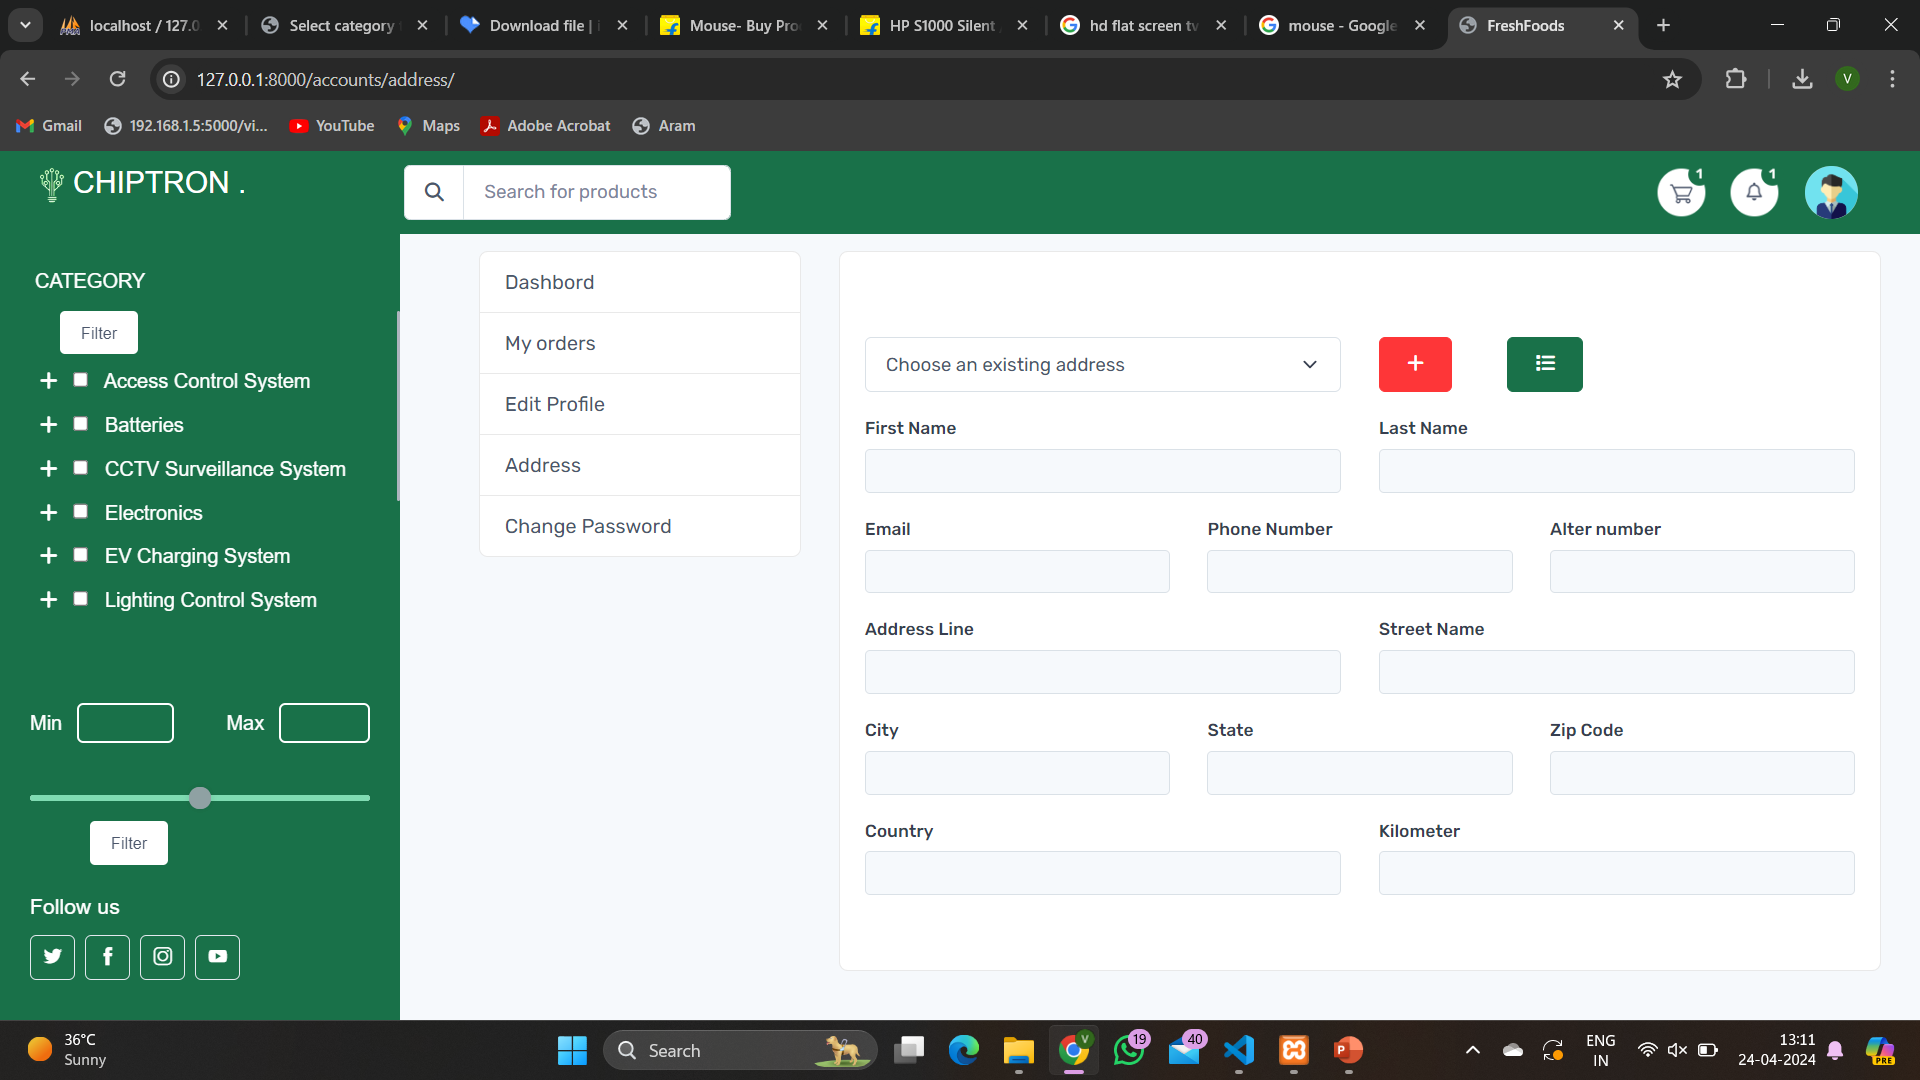 localhost / 127.0
Select category
Download file | i
Mouse- Buy Pro
HP S1000 Silent
hd flat screen tv
mouse - Google
FreshFoods
127.0.0.1:8000/accounts/address/
V
Gmail
192.168.1.5:5000/vi...
YouTube
Maps
Adobe Acrobat
Aram
CHIPTRON .
Search for products
1
1
CATEGORY
Filter
Access Control System
Batteries
CCTV Surveillance System
Electronics
EV Charging System
Lighting Control System
Min
Max
Filter
Follow us
Dashbord
My orders
Edit Profile
Address
Change Password
Choose an existing address
First Name
Last Name
Email
Phone Number
Alter number
Address Line
Street Name
City
State
Zip Code
Country
Kilometer
36°C
Sunny
Search
V
19
40
P
ENG
IN
13:11
24-04-2024
PRE